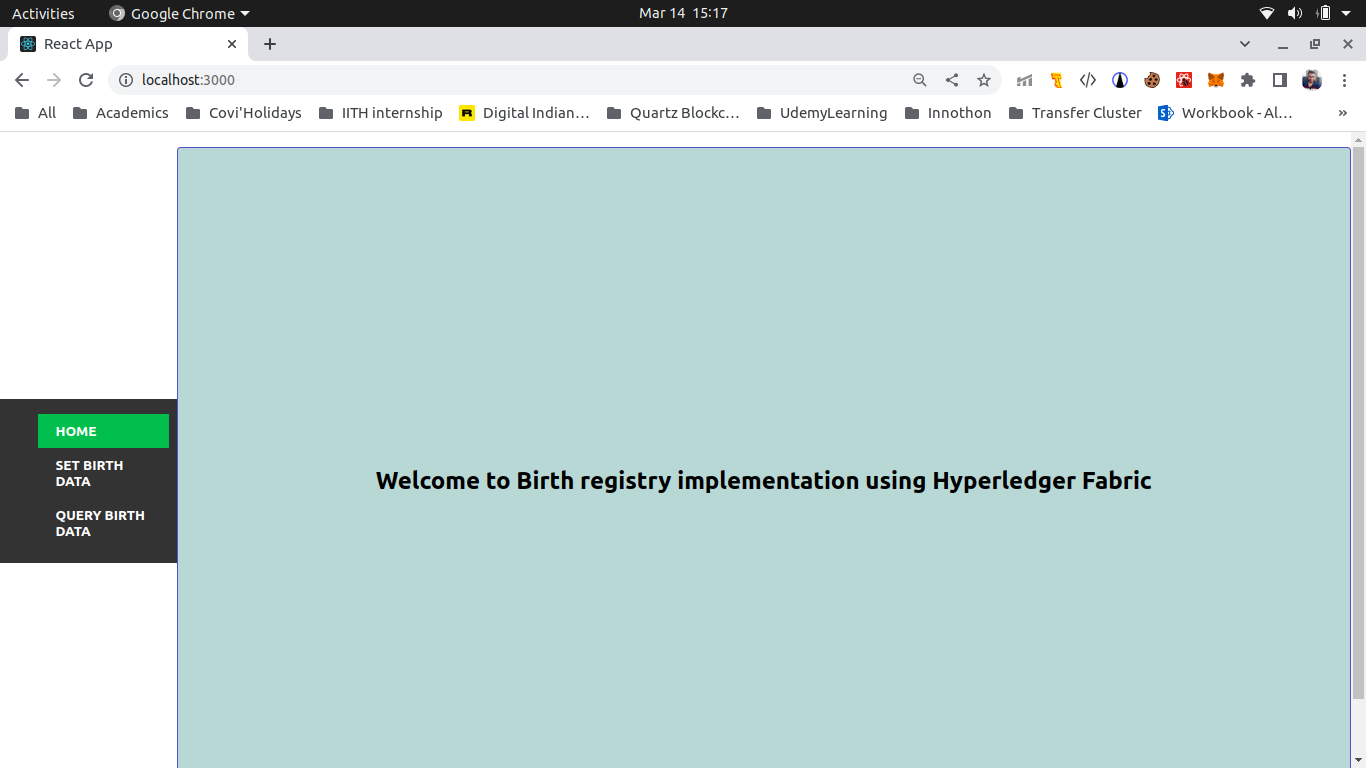 Activities Google Chrome Mar 14 15:17
React App
localhost:3000
All Academics Covi'Holidays IITH internship Digital Indian… Quartz Blockc… UdemyLearning Innothon Transfer Cluster Workbook - Al… »
HOME
SET BIRTH
DATA
QUERY BIRTH
DATA
Welcome to Birth registry implementation using Hyperledger Fabric